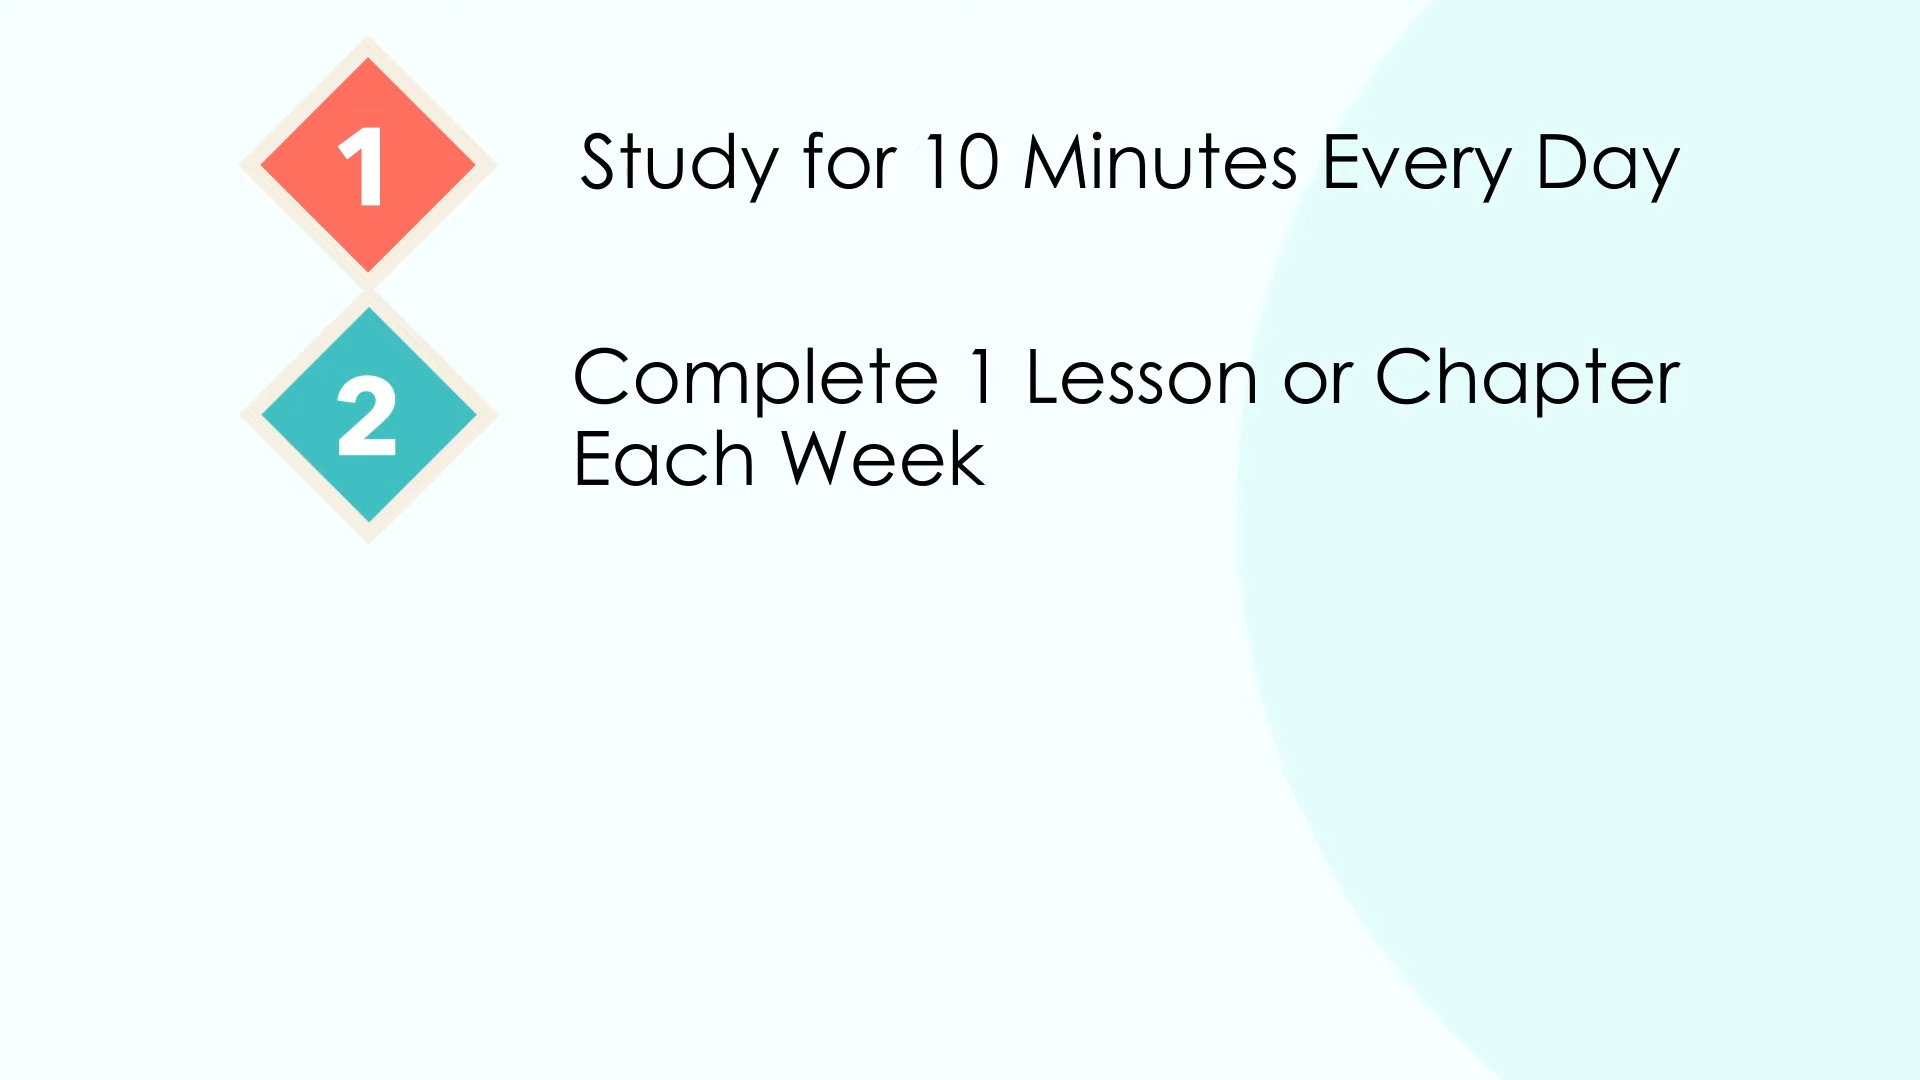 1
Study for 10 Minutes Every Day
2
Complete 1 Lesson or Chapter
Each Week